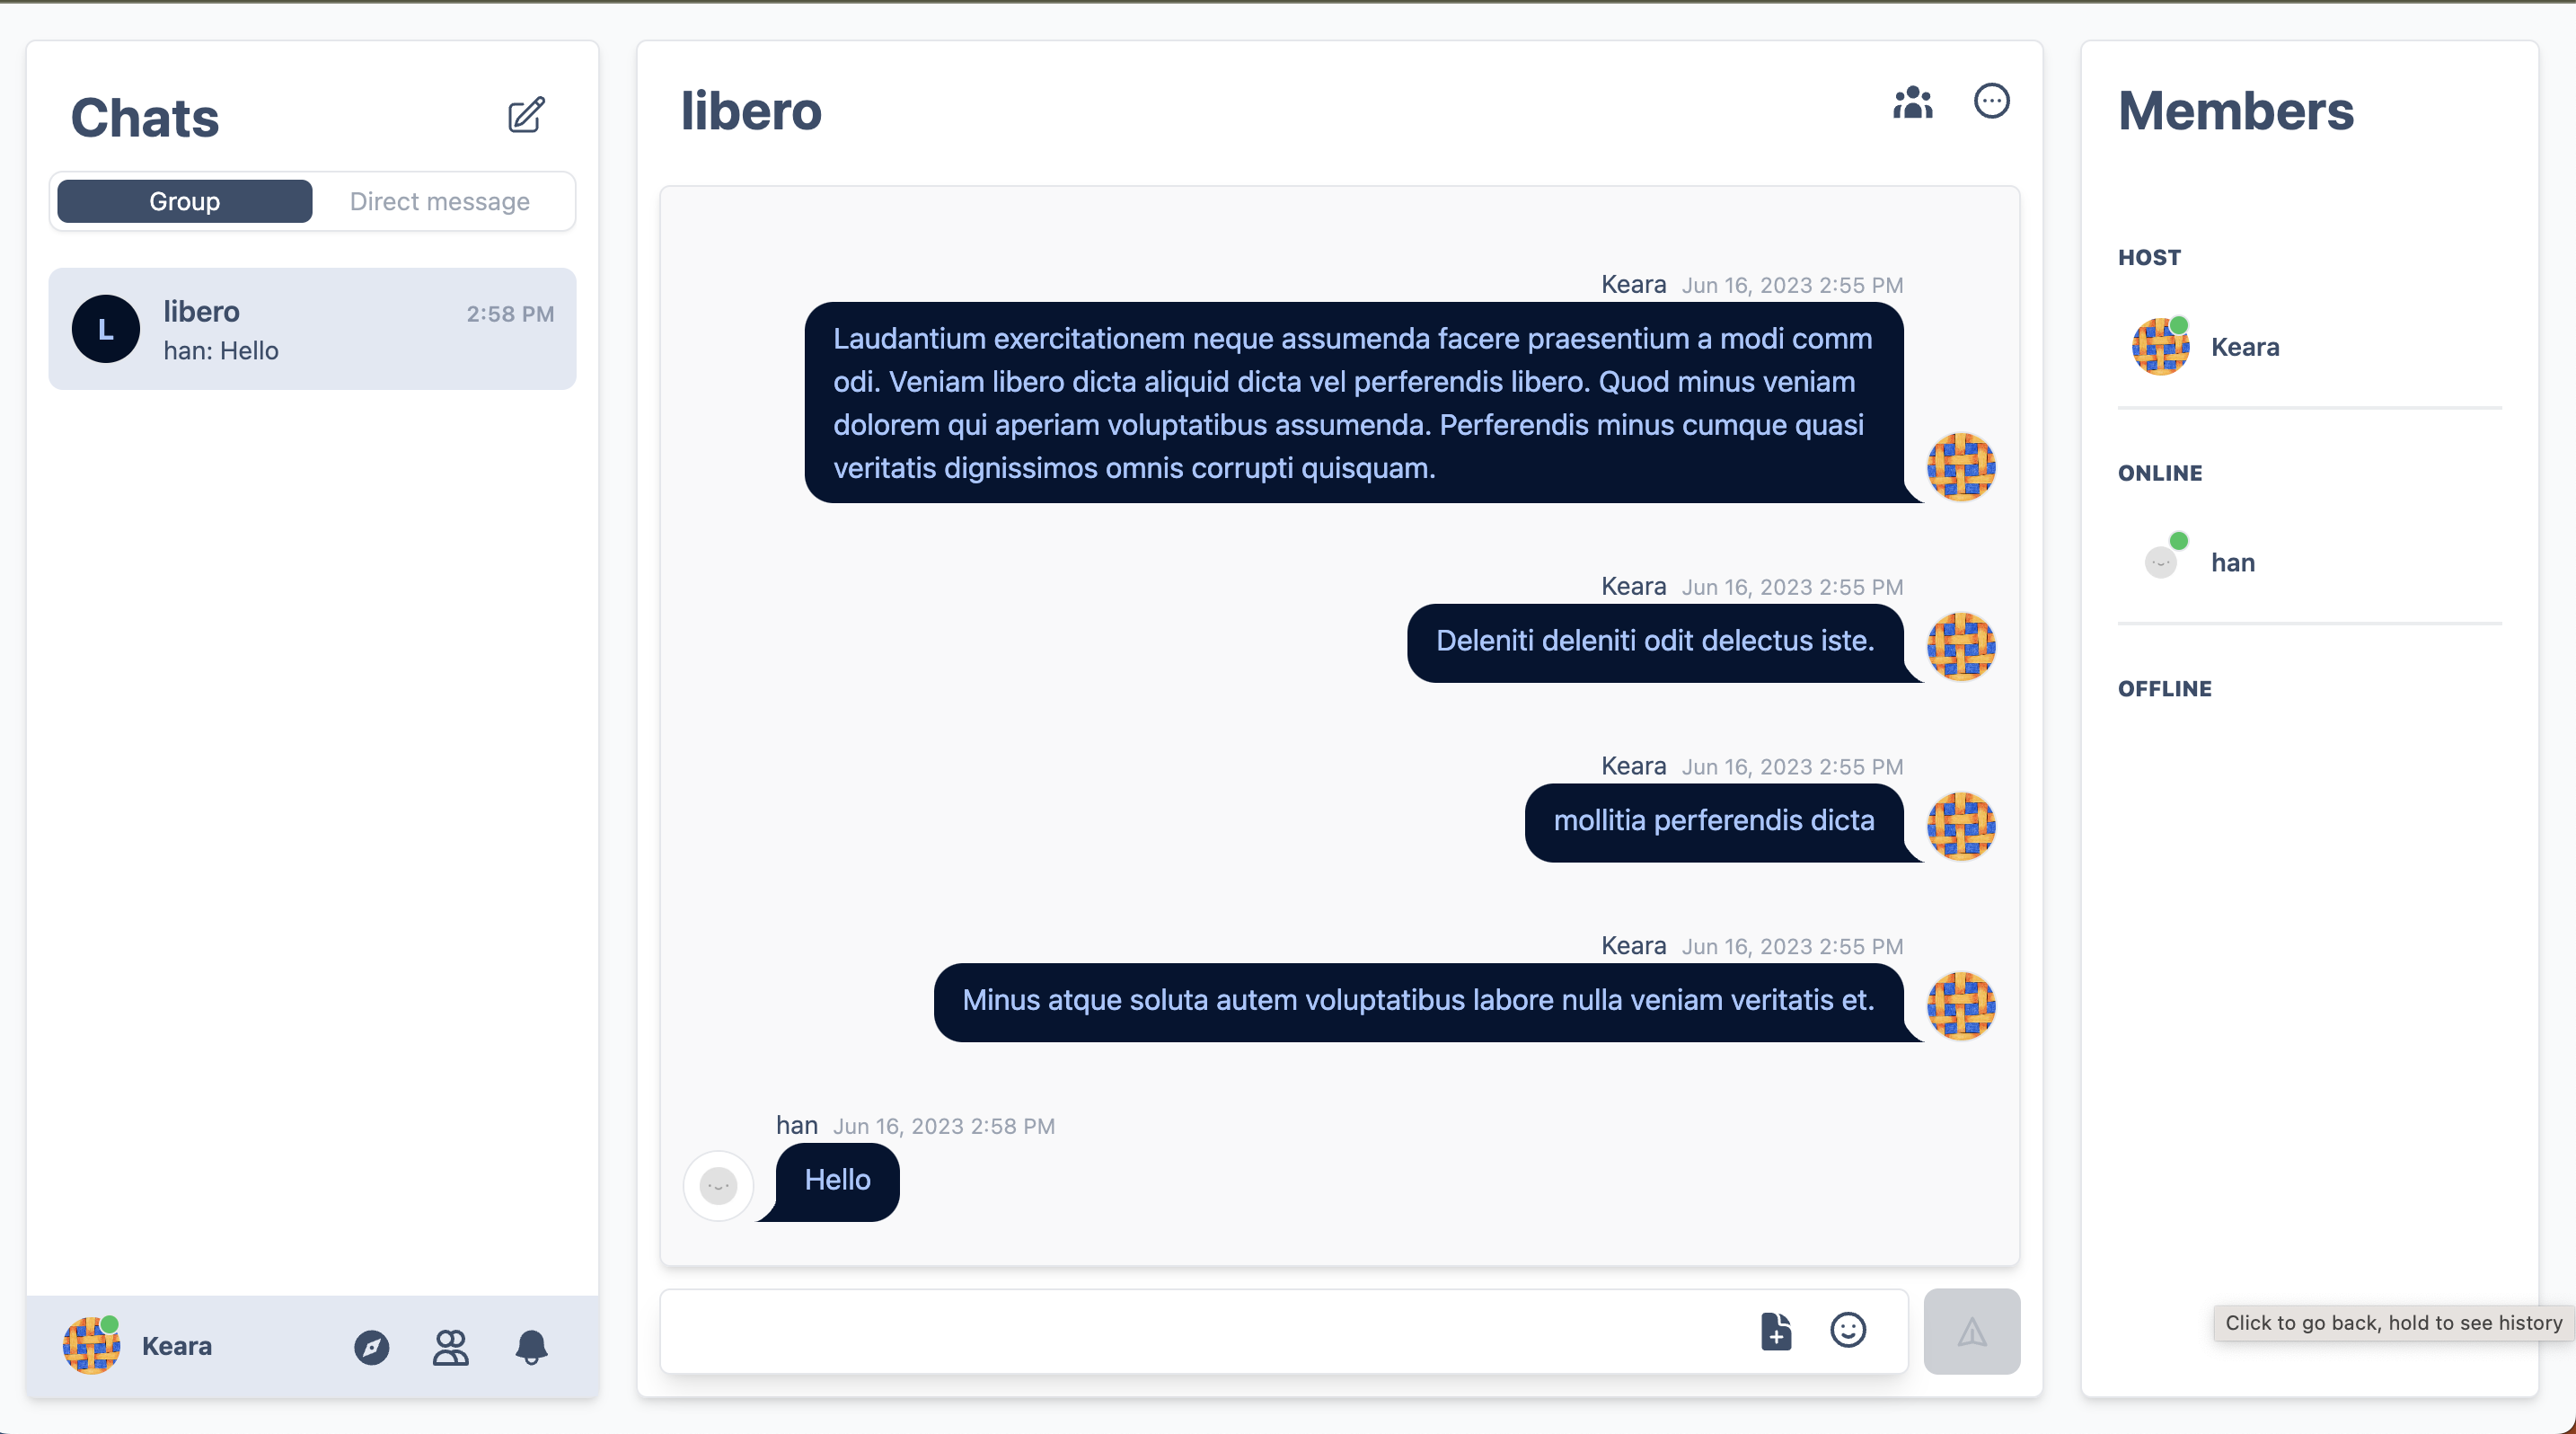 Chats
Group
Direct message
L
libero
2:58 PM
han: Hello
Keara
libero
Keara Jun 16, 2023 2:55 PM
Laudantium exercitationem neque assumenda facere praesentium a modi comm
odi. Veniam libero dicta aliquid dicta vel perferendis libero. Quod minus veniam
dolorem qui aperiam voluptatibus assumenda. Perferendis minus cumque quasi
veritatis dignissimos omnis corrupti quisquam.
Keara Jun 16, 2023 2:55 PM
Deleniti deleniti odit delectus iste.
Keara Jun 16, 2023 2:55 PM
mollitia perferendis dicta
Keara Jun 16, 2023 2:55 PM
Minus atque soluta autem voluptatibus labore nulla veniam veritatis et.
han Jun 16, 2023 2:58 PM
Hello
Members
HOST
Keara
ONLINE
han
OFFLINE
Click to go back, hold to see history